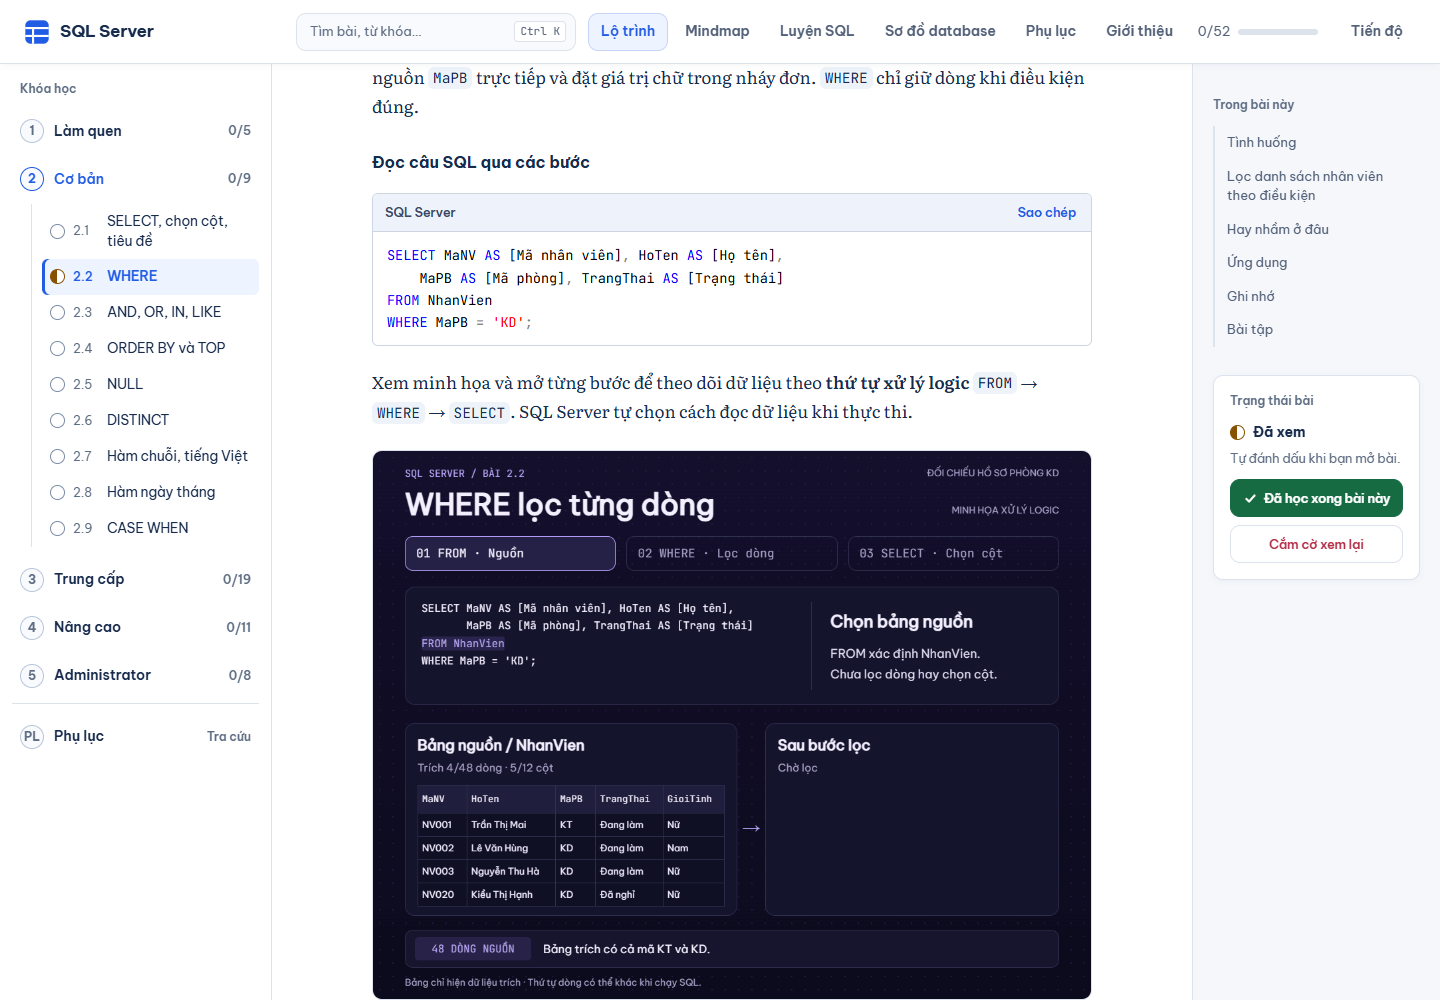 SQL Server
Tìm bài, từ khóa...
Ctrl K
Lộ trình
Mindmap
Luyện SQL
Sơ đồ database
Phụ lục
Giới thiệu
0/52
Tiến độ
Khóa học
1 Làm quen 0/5
2 Cơ bản 0/9
2.1 SELECT, chọn cột,
tiêu đề
2.2 WHERE
2.3 AND, OR, IN, LIKE
2.4 ORDER BY và TOP
2.5 NULL
2.6 DISTINCT
2.7 Hàm chuỗi, tiếng Việt
2.8 Hàm ngày tháng
2.9 CASE WHEN
3 Trung cấp 0/19
4 Nâng cao 0/11
5 Administrator 0/8
PL Phụ lục Tra cứu
nguồn MaPB trực tiếp và đặt giá trị chữ trong nháy đơn. WHERE chỉ giữ dòng khi điều kiện
đúng.
Đọc câu SQL qua các bước
SQL Server
Sao chép
SELECT MaNV AS [Mã nhân viên], HoTen AS [Họ tên],
MaPB AS [Mã phòng], TrangThai AS [Trạng thái]
FROM NhanVien
WHERE MaPB = 'KD';
Xem minh họa và mở từng bước để theo dõi dữ liệu theo thứ tự xử lý logic FROM →
WHERE → SELECT. SQL Server tự chọn cách đọc dữ liệu khi thực thi.
SQL SERVER / BÀI 2.2
ĐỐI CHIẾU HỒ SƠ PHÒNG KD
WHERE lọc từng dòng
MINH HỌA XỬ LÝ LOGIC
01 FROM · Nguồn
02 WHERE · Lọc dòng
03 SELECT · Chọn cột
SELECT MaNV AS [Mã nhân viên], HoTen AS [Họ tên],
MaPB AS [Mã phòng], TrangThai AS [Trạng thái]
FROM NhanVien
WHERE MaPB = 'KD';
Chọn bảng nguồn
FROM xác định NhanVien.
Chưa lọc dòng hay chọn cột.
Bảng nguồn / NhanVien
Trích 4/48 dòng · 5/12 cột
MaNV HoTen MaPB TrangThai GioiTinh
NV001 Trần Thị Mai KT Đang làm Nữ
NV002 Lê Văn Hùng KD Đang làm Nam
NV003 Nguyễn Thu Hà KD Đang làm Nữ
NV020 Kiều Thị Hạnh KD Đã nghỉ Nữ
→
Sau bước lọc
Chờ lọc
48 DÒNG NGUỒN
Bảng trích có cả mã KT và KD.
Bảng chỉ hiện dữ liệu trích · Thứ tự dòng có thể khác khi chạy SQL.
Trong bài này
Tình huống
Lọc danh sách nhân viên
theo điều kiện
Hay nhầm ở đâu
Ứng dụng
Ghi nhớ
Bài tập
Trạng thái bài
Đã xem
Tự đánh dấu khi bạn mở bài.
✓ Đã học xong bài này
Cắm cờ xem lại